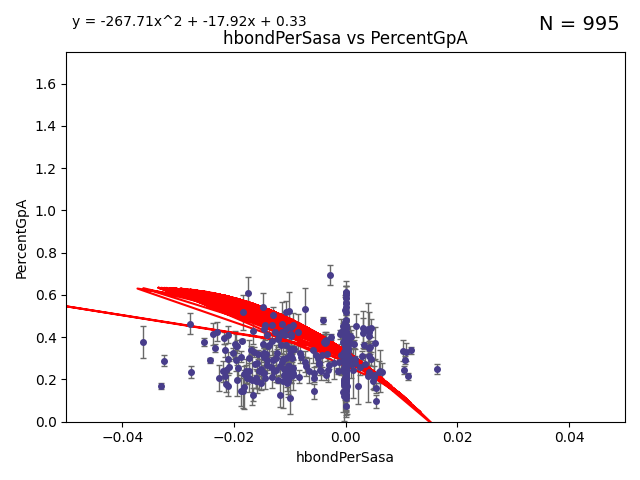 y = -267.71x^2 + -17.92x + 0.33
N = 995
hbondPerSasa vs PercentGpA
1.6
1.4
1.2
1.0
0.8
0.6
0.4
0.2
0.0
PercentGpA
−0.04 −0.02 0.00 0.02 0.04
hbondPerSasa